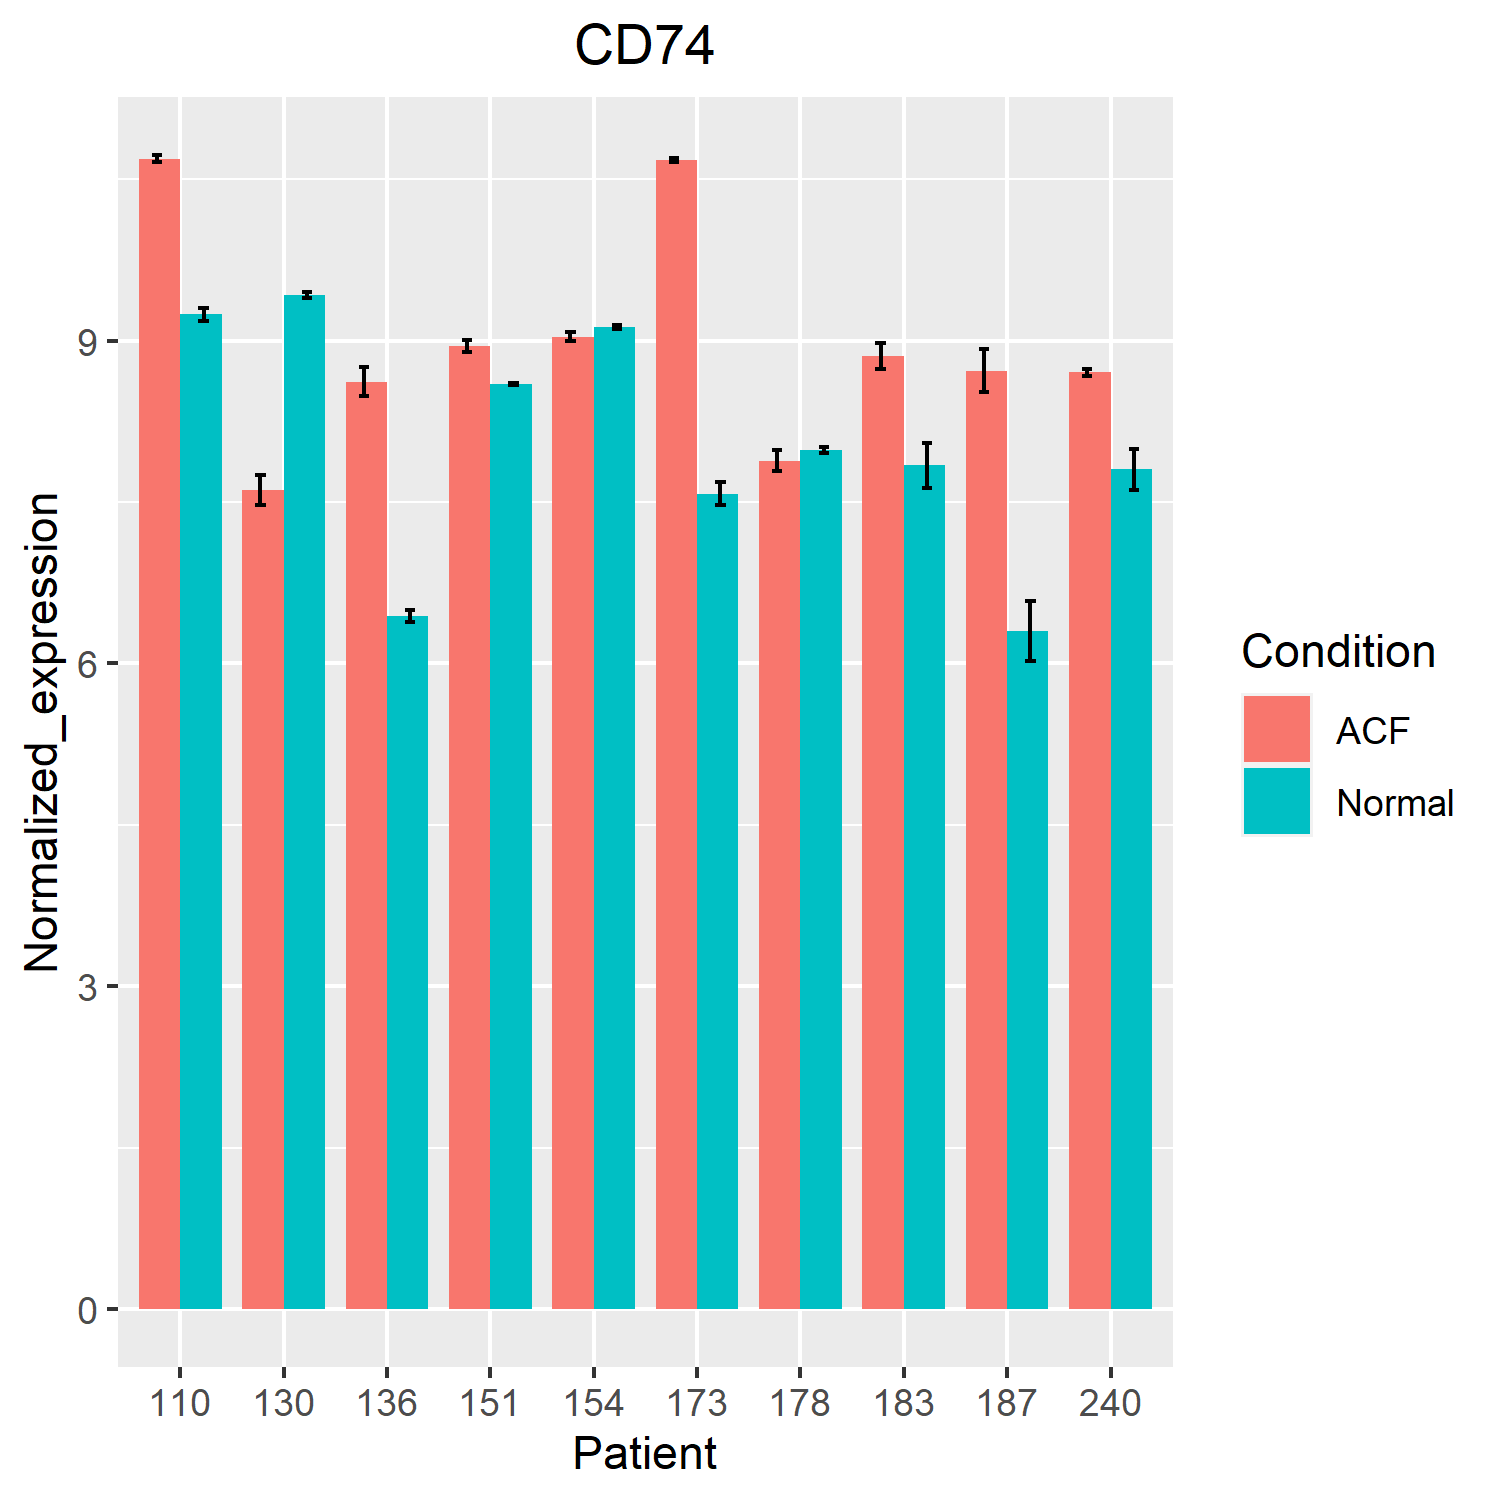 CD74
Normalized_expression
9
6
3
0
110 130 136 151 154 173 178 183 187 240
Patient
Condition
ACF
Normal